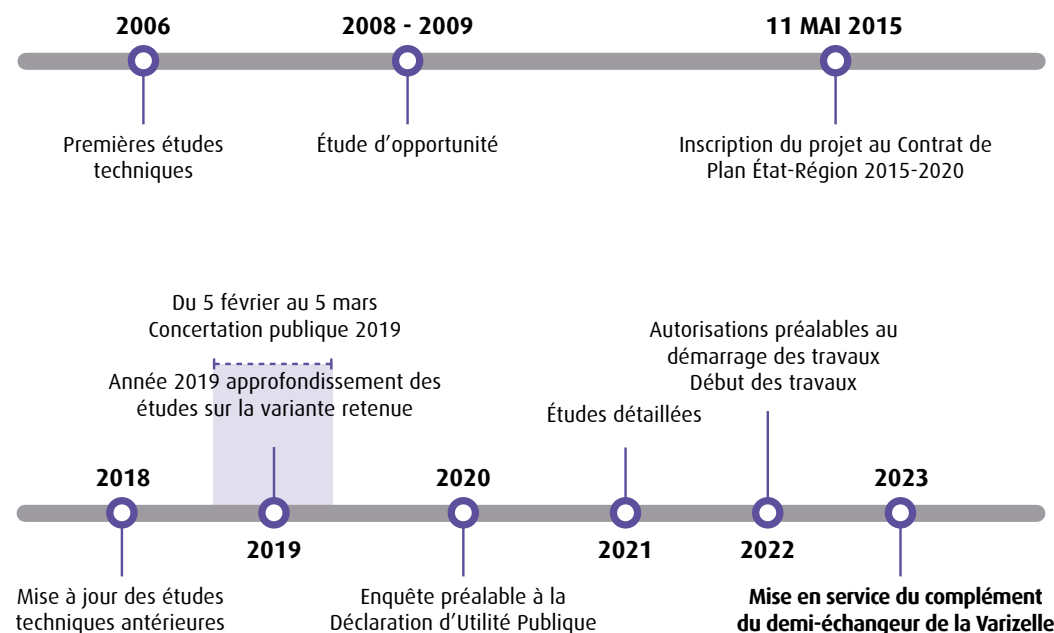 2006
Premières études
techniques
2008 - 2009
Étude d’opportunité
11 MAI 2015
Inscription du projet au Contrat de
Plan État-Région 2015-2020
2018
Mise à jour des études
techniques antérieures
Du 5 février au 5 mars
Concertation publique 2019
Année 2019 approfondissement des
études sur la variante retenue
2019
2020
Enquête préalable à la
Déclaration d’Utilité Publique
Études détaillées
2021
Autorisations préalables au
démarrage des travaux
Début des travaux
2022
2023
Mise en service du complément
du demi-échangeur de la Varizelle